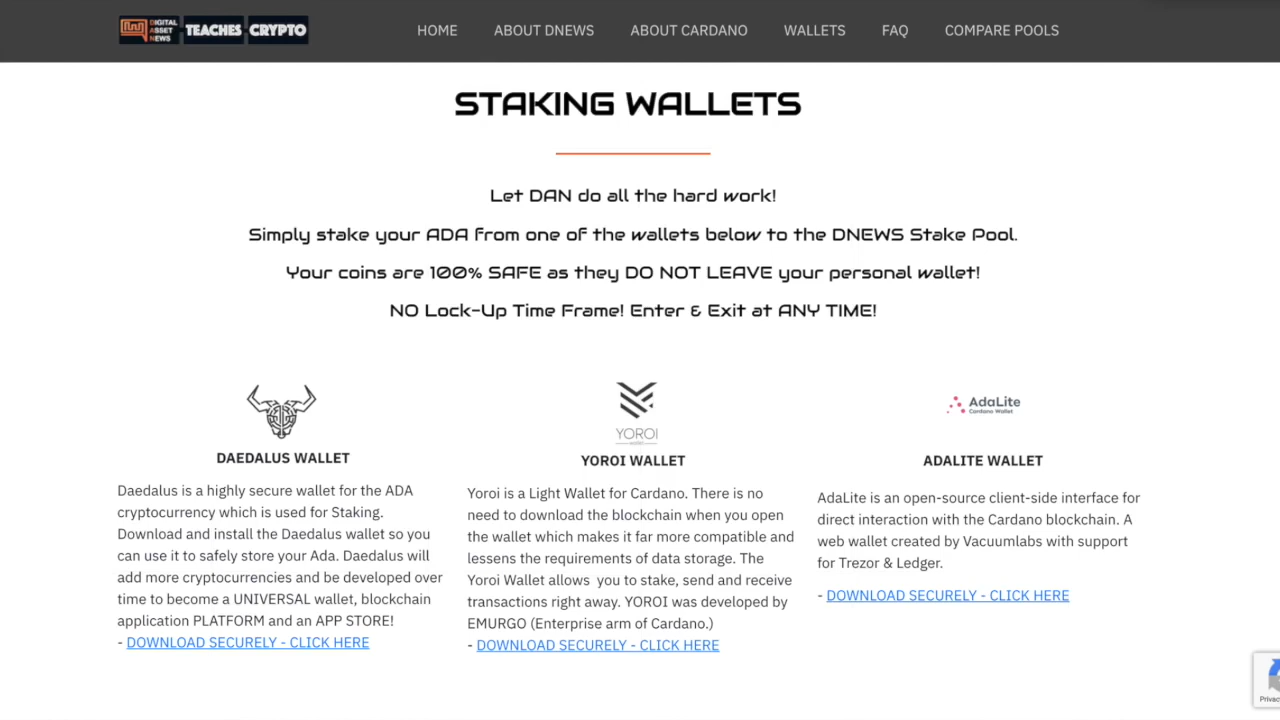 DIGITAL
ASSET
NEWS
TEACHES CRYPTO
HOME ABOUT DNEWS ABOUT CARDANO WALLETS FAQ COMPARE POOLS
STAKING WALLETS
Let DAN do all the hard work!
Simply stake your ADA from one of the wallets below to the DNEWS Stake Pool.
Your coins are 100% SAFE as they DO NOT LEAVE your personal wallet!
NO Lock-Up Time Frame! Enter & Exit at ANY TIME!
DAEDALUS WALLET
Daedalus is a highly secure wallet for the ADA
cryptocurrency which is used for Staking.
Download and install the Daedalus wallet so you
can use it to safely store your Ada. Daedalus will
add more cryptocurrencies and be developed over
time to become a UNIVERSAL wallet, blockchain
application PLATFORM and an APP STORE!
- DOWNLOAD SECURELY - CLICK HERE
YOROI
wallet
YOROI WALLET
Yoroi is a Light Wallet for Cardano. There is no
need to download the blockchain when you open
the wallet which makes it far more compatible and
lessens the requirements of data storage. The
Yoroi Wallet allows you to stake, send and receive
transactions right away. YOROI was developed by
EMURGO (Enterprise arm of Cardano.)
- DOWNLOAD SECURELY - CLICK HERE
AdaLite
Cardano Wallet
ADALITE WALLET
AdaLite is an open-source client-side interface for
direct interaction with the Cardano blockchain. A
web wallet created by Vacuumlabs with support
for Trezor & Ledger.
- DOWNLOAD SECURELY - CLICK HERE